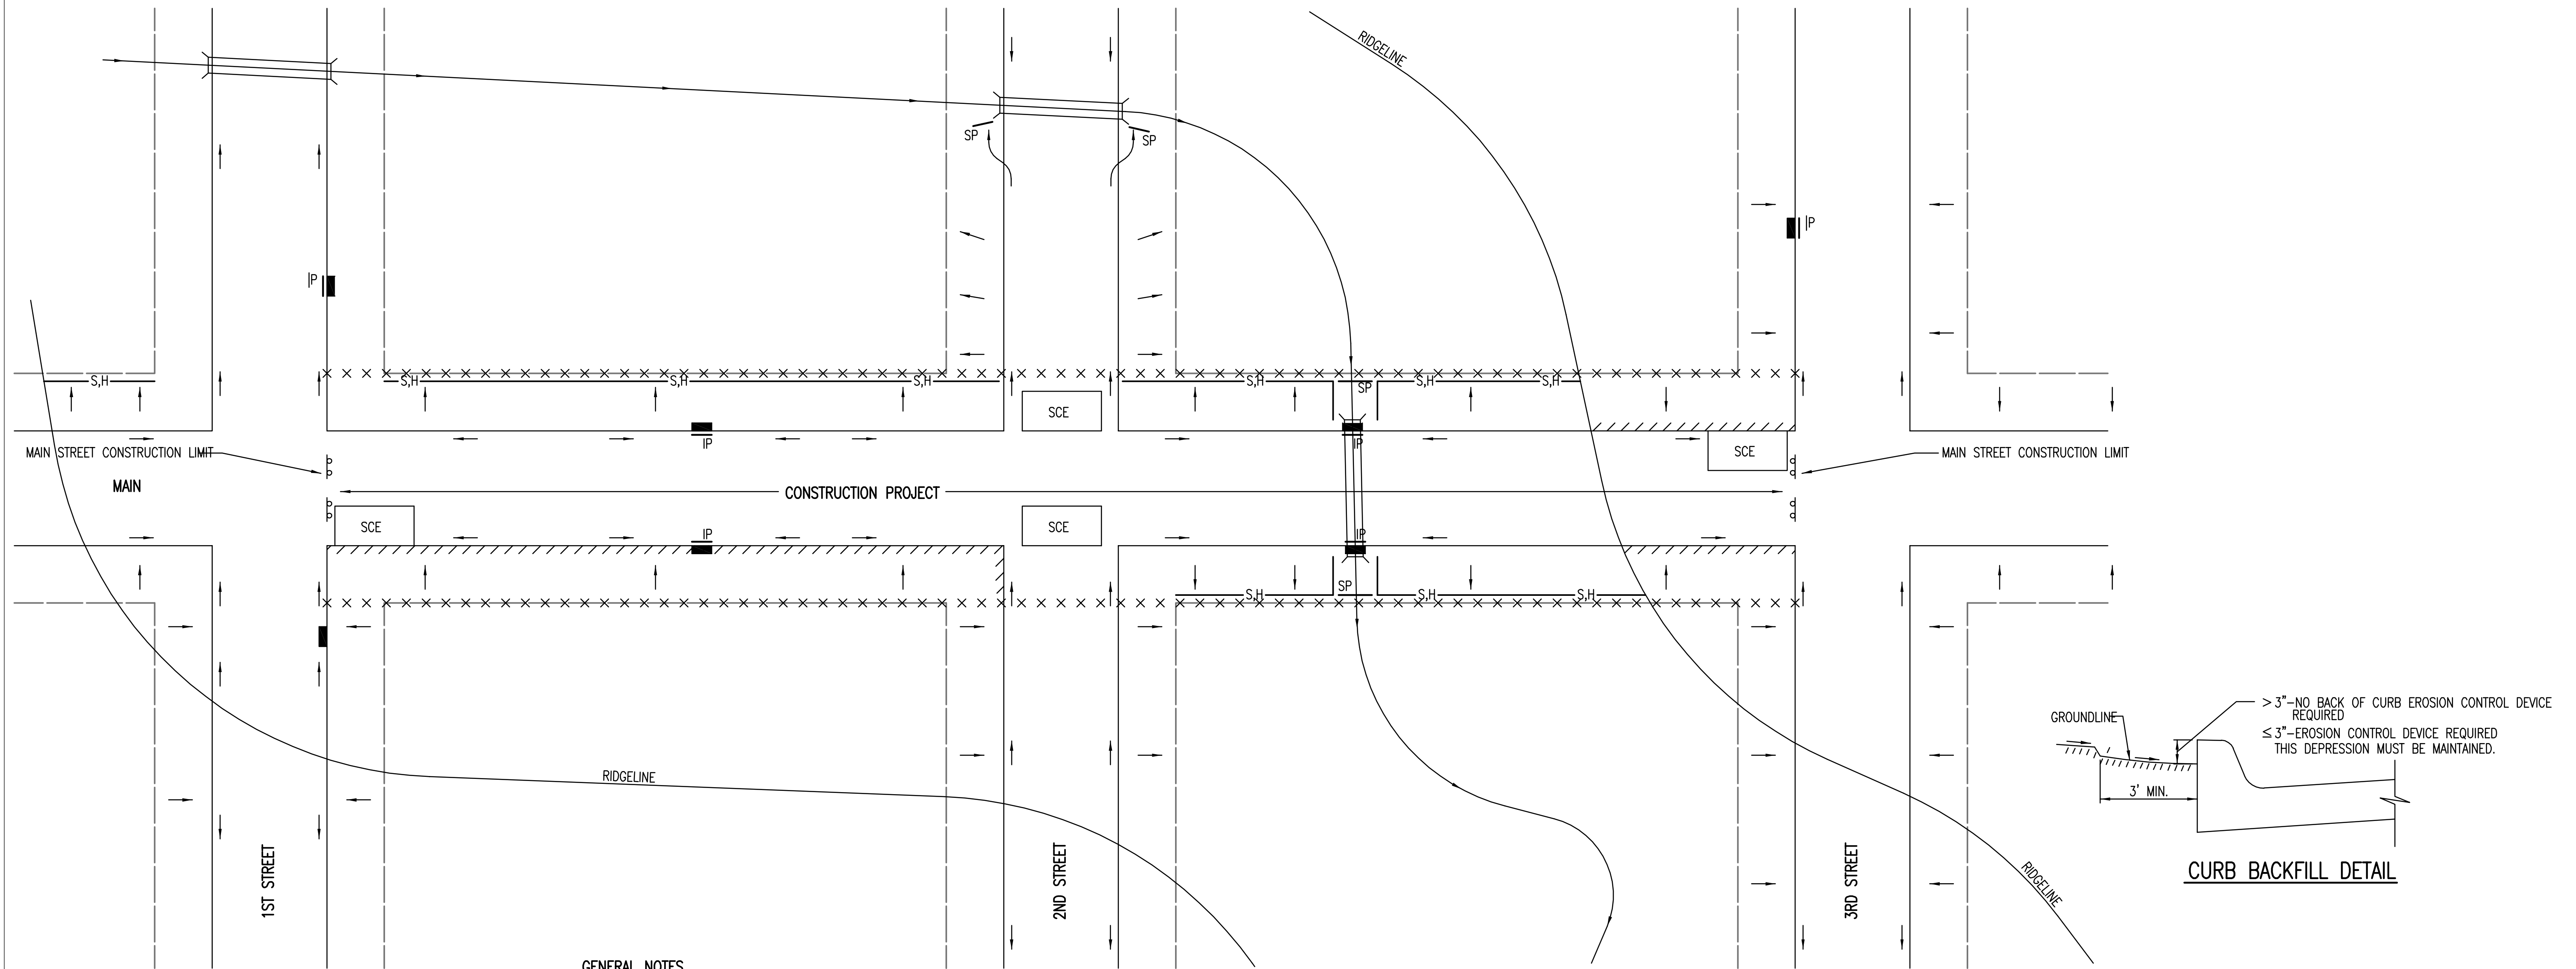 RIDGELINE
SP
SP
IP
IP
S,H
S,H
S,H
S,H
S,H
SP
S,H
S,H
SCE
IP
IP
SCE
MAIN STREET CONSTRUCTION LIMIT
MAIN STREET CONSTRUCTION LIMIT
MAIN
CONSTRUCTION PROJECT
SCE
SCE
IP
IP
SP
S,H
S,H
S,H
RIDGELINE
1ST STREET
2ND STREET
3RD STREET
RIDGELINE
GROUNDLINE
> 3"-NO BACK OF CURB EROSION CONTROL DEVICE
REQUIRED
≤ 3"-EROSION CONTROL DEVICE REQUIRED
THIS DEPRESSION MUST BE MAINTAINED.
3' MIN.
CURB BACKFILL DETAIL
GENERAL NOTES